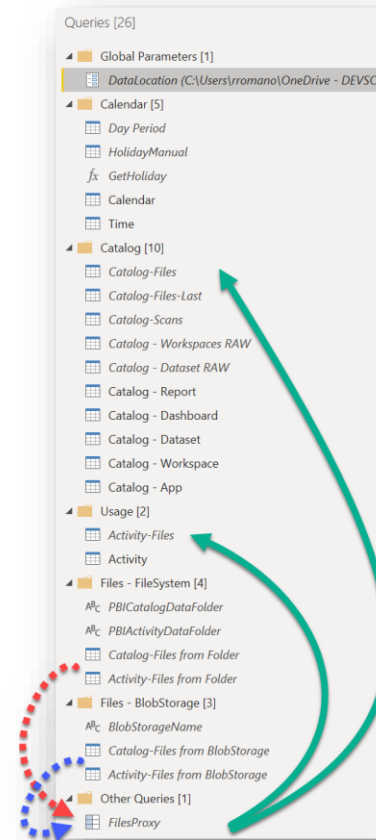 Queries [26]
Global Parameters [1]
DataLocation (C:\Users\rromano\OneDrive - DEVSC
Calendar [5]
Day Period
HolidayManual
fx GetHoliday
Calendar
Time
Catalog [10]
Catalog-Files
Catalog-Files-Last
Catalog-Scans
Catalog - Workspaces RAW
Catalog - Dataset RAW
Catalog - Report
Catalog - Dashboard
Catalog - Dataset
Catalog - Workspace
Catalog - App
Usage [2]
Activity-Files
Activity
Files - FileSystem [4]
ABC PBICatalogDataFolder
ABC PBIActivityDataFolder
Catalog-Files from Folder
Activity-Files from Folder
Files - BlobStorage [3]
ABC BlobStorageName
Catalog-Files from BlobStorage
Activity-Files from BlobStorage
Other Queries [1]
FilesProxy